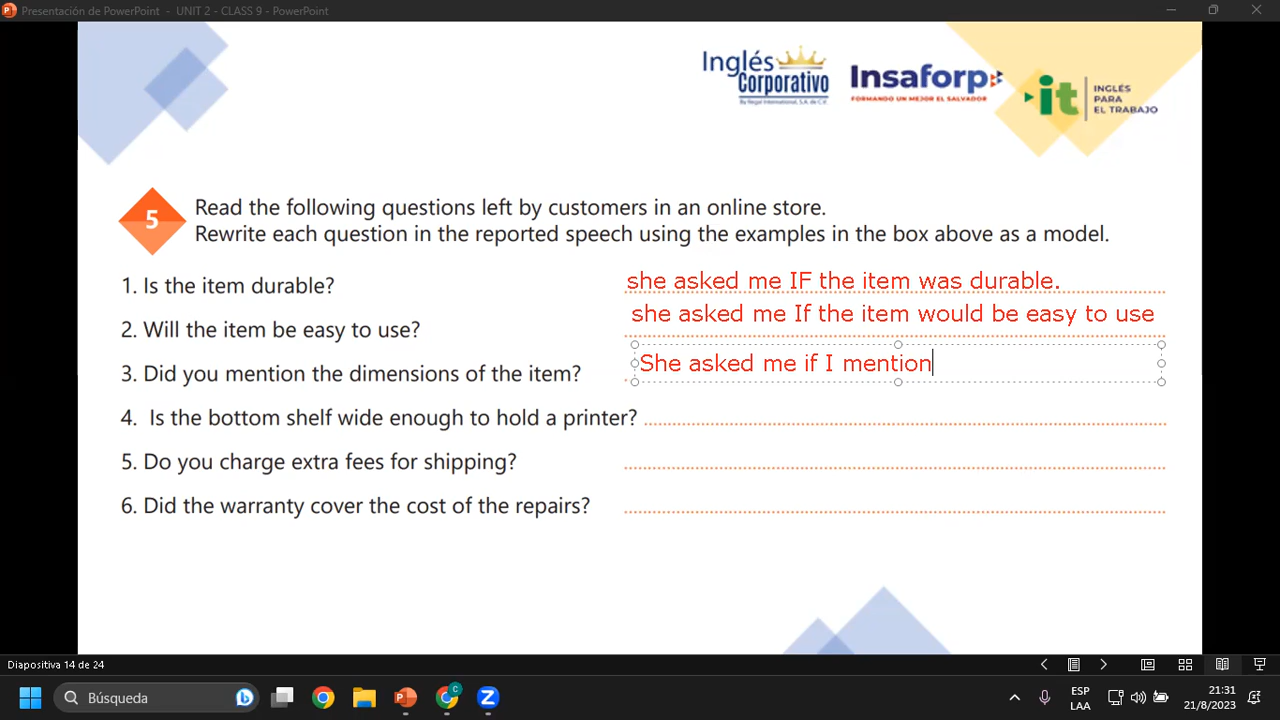 Presentación de PowerPoint - UNIT 2 - CLASS 9 - PowerPoint
Inglés
Corporativo
By Regal International, S.A. de C.V.
Insaforp
FORMANDO UN MEJOR EL SALVADOR
it
INGLÉS
PARA
EL TRABAJO
5
Read the following questions left by customers in an online store.
Rewrite each question in the reported speech using the examples in the box above as a model.
1. Is the item durable?
she asked me IF the item was durable.
2. Will the item be easy to use?
she asked me If the item would be easy to use
3. Did you mention the dimensions of the item?
She asked me if I mention
4. Is the bottom shelf wide enough to hold a printer?
5. Do you charge extra fees for shipping?
6. Did the warranty cover the cost of the repairs?
Diapositiva 14 de 24
Búsqueda
ESP
LAA
21:31
21/8/2023